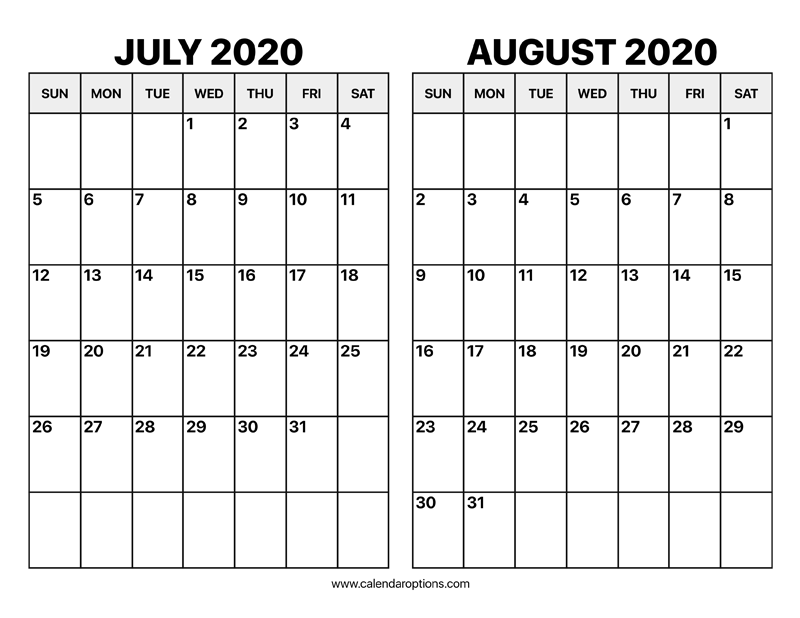 JULY 2020
SUN MON TUE WED THU FRI SAT
1 2 3 4
5 6 7 8 9 10 11
12 13 14 15 16 17 18
19 20 21 22 23 24 25
26 27 28 29 30 31
AUGUST 2020
SUN MON TUE WED THU FRI SAT
1
2 3 4 5 6 7 8
9 10 11 12 13 14 15
16 17 18 19 20 21 22
23 24 25 26 27 28 29
30 31
www.calendaroptions.com